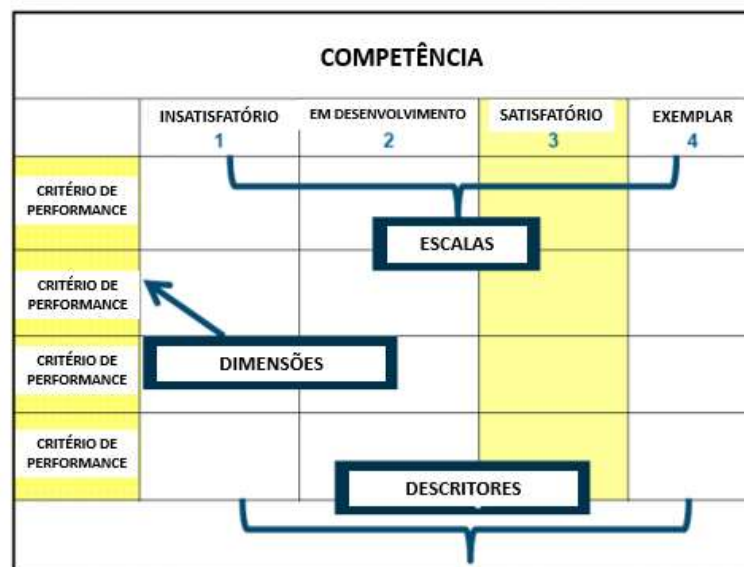 COMPETÊNCIA
INSATISFATÓRIO EM DESENVOLVIMENTO SATISFATÓRIO EXEMPLAR
1 2 3 4
CRITÉRIO DE
PERFORMANCE
ESCALAS
CRITÉRIO DE
PERFORMANCE
CRITÉRIO DE
PERFORMANCE
DIMENSÕES
CRITÉRIO DE
PERFORMANCE
DESCRITORES